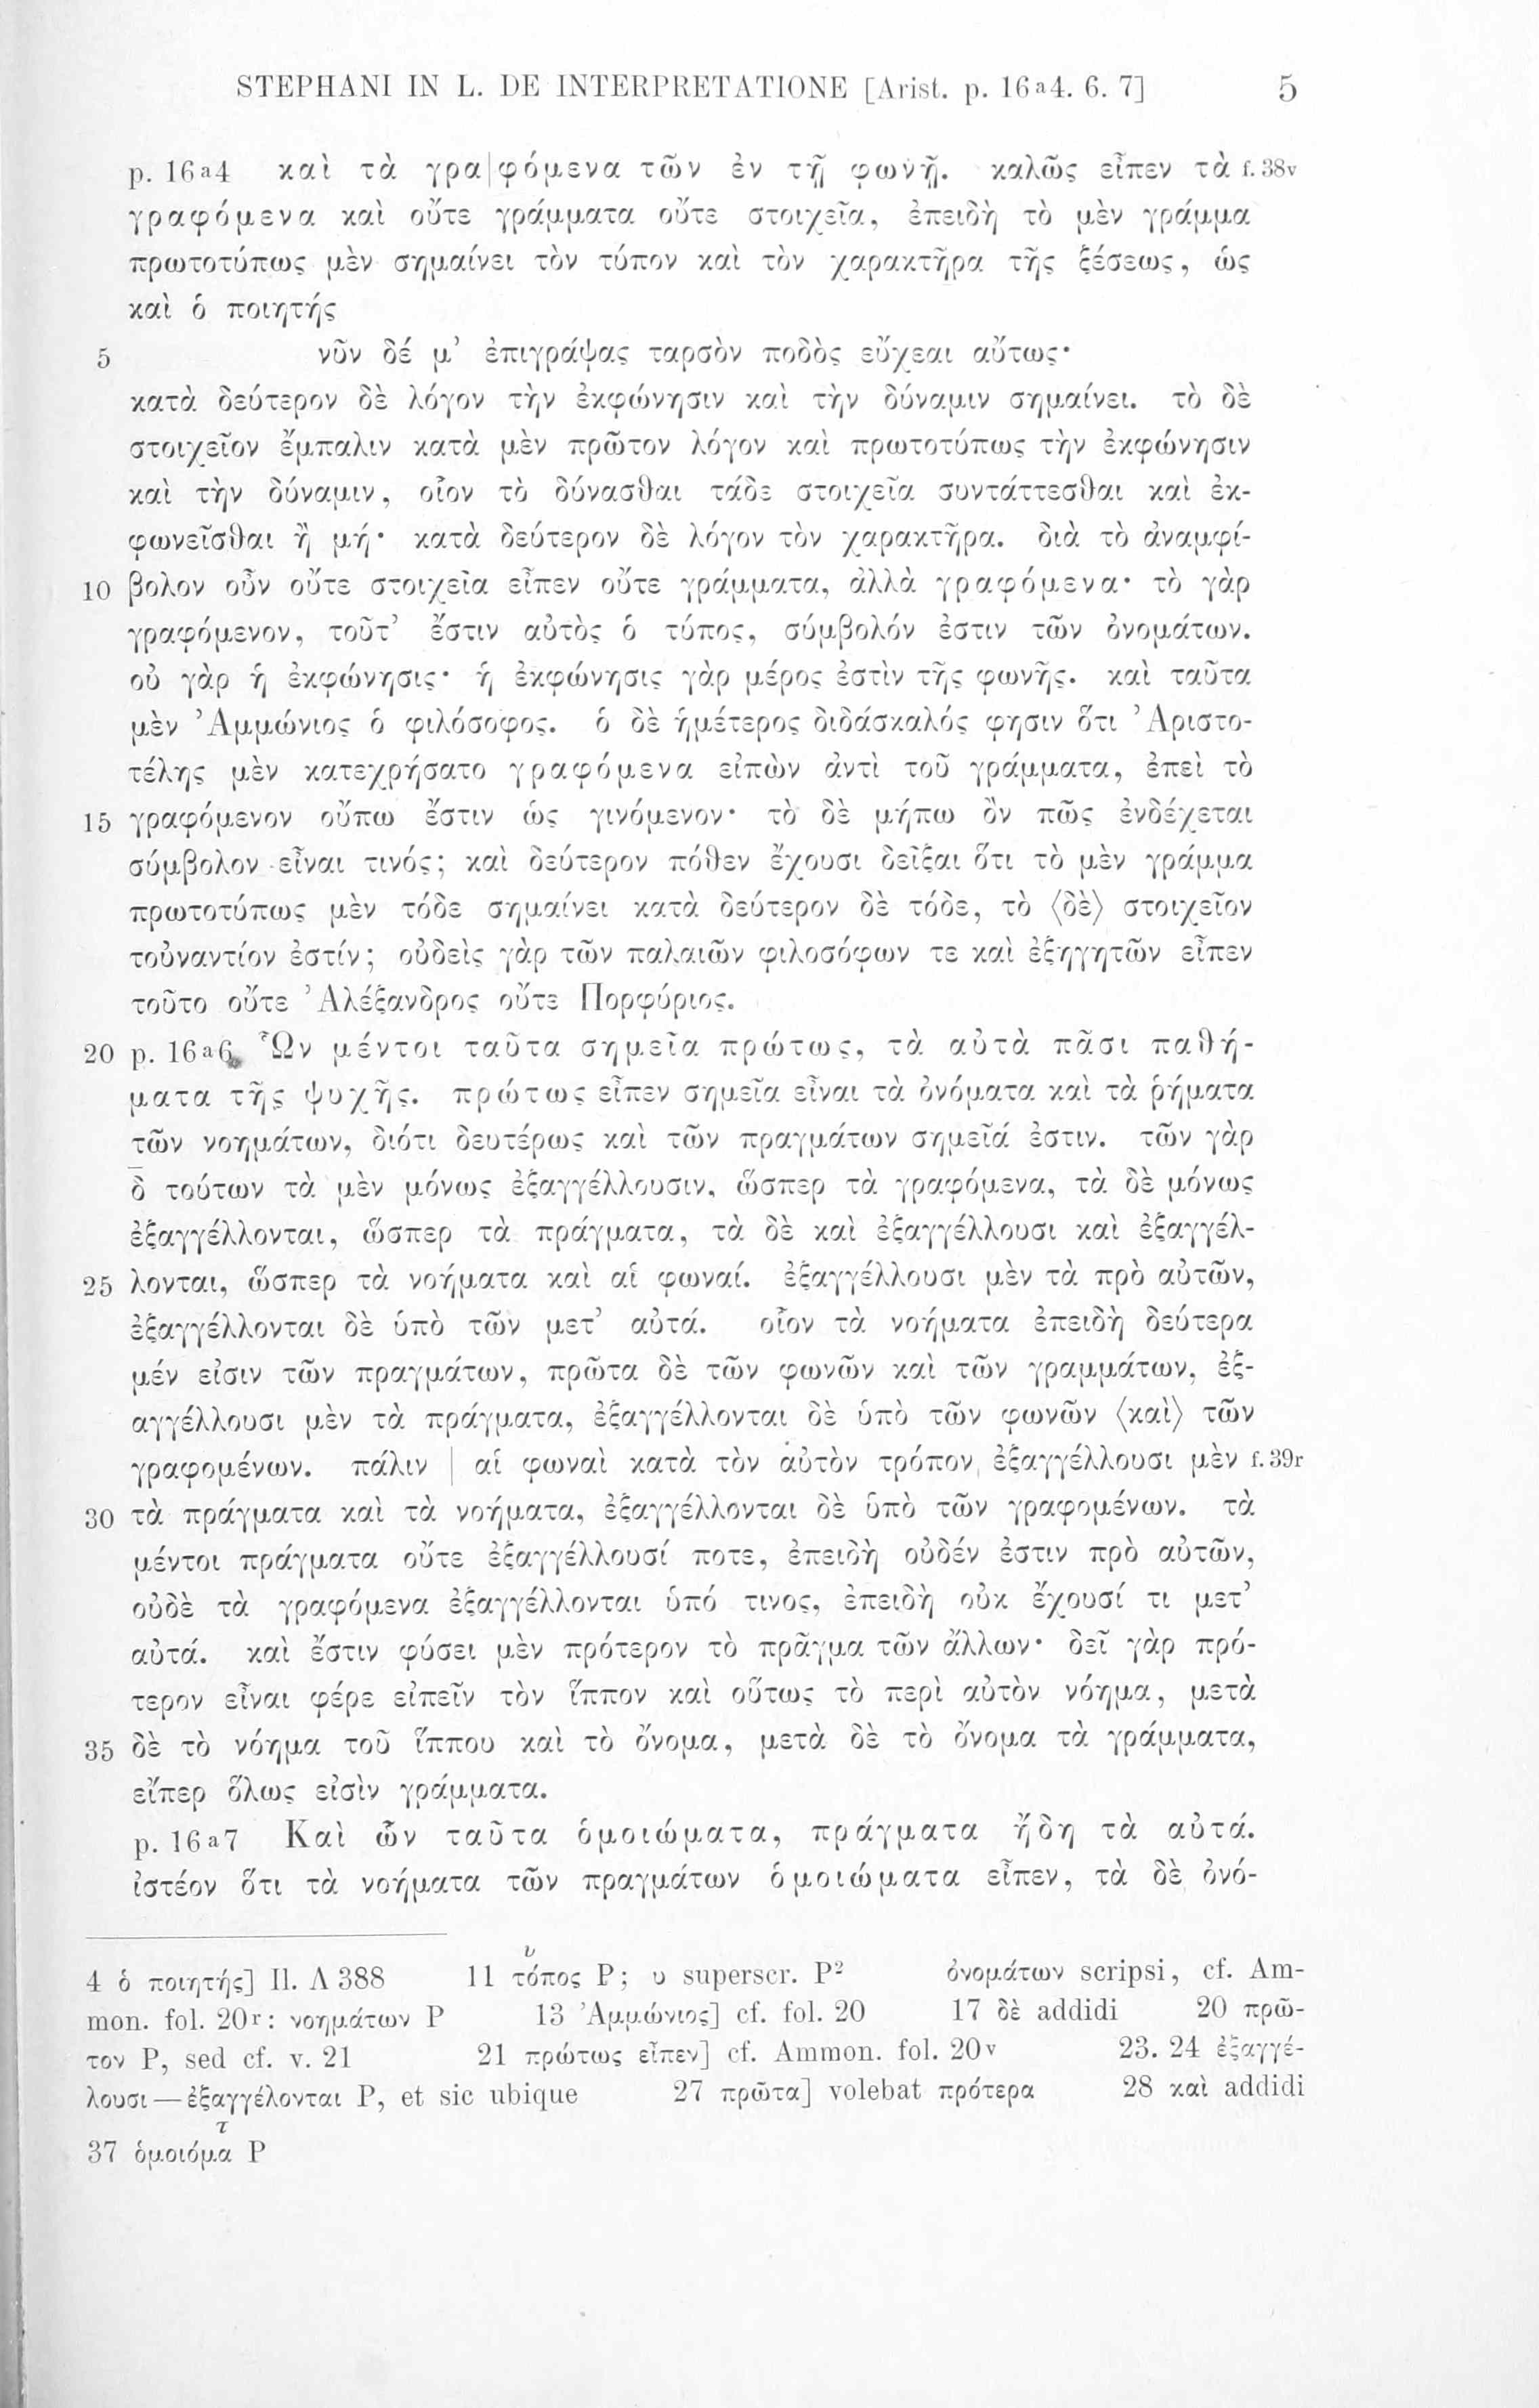 STEPHANI IN L. DE INTERPRETATIONE [Arist. p. 16a4. 6. 7] 5
p. 16a4 καὶ τὰ γρα|φόμενα τῶν ἐν τῇ φωνῇ. καλῶς εἶπεν τὰ f.38v
γραφόμενα καὶ οὔτε γράμματα οὔτε στοιχεῖα, ἐπειδὴ τὸ μὲν γράμμα
πρωτοτύπως μὲν σημαίνει τὸν τύπον καὶ τὸν χαρακτῆρα τῆς ξέσεως, ὡς
καὶ ὁ ποιητής
5 νῦν δέ μ’ ἐπιγράψας ταρσὸν ποδὸς εὔχεαι αὔτως·
κατὰ δεύτερον δὲ λόγον τὴν ἐκφώνησιν καὶ τὴν δύναμιν σημαίνει. τὸ δὲ
στοιχεῖον ἔμπαλιν κατὰ μὲν πρῶτον λόγον καὶ πρωτοτύπως τὴν ἐκφώνησιν
καὶ τὴν δύναμιν, οἷον τὸ δύνασθαι τάδε στοιχεῖα συντάττεσθαι καὶ ἐκ-
φωνεῖσθαι ἢ μή· κατὰ δεύτερον δὲ λόγον τὸν χαρακτῆρα. διὰ τὸ ἀναμφί-
10 βολον οὖν οὔτε στοιχεῖα εἶπεν οὔτε γράμματα, ἀλλὰ γραφόμενα· τὸ γὰρ
γραφόμενον, τοῦτ’ ἔστιν αὐτὸς ὁ τύπος, σύμβολόν ἐστιν τῶν ὀνομάτων.
οὐ γὰρ ἡ ἐκφώνησις· ἡ ἐκφώνησις γὰρ μέρος ἐστὶν τῆς φωνῆς. καὶ ταῦτα
μὲν Ἀμμώνιος ὁ φιλόσοφος. ὁ δὲ ἡμέτερος διδάσκαλός φησιν ὅτι Ἀριστο-
τέλης μὲν κατεχρήσατο γραφόμενα εἰπὼν ἀντὶ τοῦ γράμματα, ἐπεὶ τὸ
15 γραφόμενον οὔπω ἔστιν ὡς γινόμενον· τὸ δὲ μήπω ὂν πῶς ἐνδέχεται
σύμβολον εἶναι τινός; καὶ δεύτερον πόθεν ἔχουσι δεῖξαι ὅτι τὸ μὲν γράμμα
πρωτοτύπως μὲν τόδε σημαίνει κατὰ δεύτερον δὲ τόδε, τὸ ⟨δὲ⟩ στοιχεῖον
τοὐναντίον ἐστίν; οὐδεὶς γὰρ τῶν παλαιῶν φιλοσόφων τε καὶ ἐξηγητῶν εἶπεν
τοῦτο οὔτε Ἀλέξανδρος οὔτε Πορφύριος.
20 p. 16a6 Ὧν μέντοι ταῦτα σημεῖα πρώτως, τὰ αὐτὰ πᾶσι παθή-
ματα τῆς ψυχῆς. πρώτως εἶπεν σημεῖα εἶναι τὰ ὀνόματα καὶ τὰ ῥήματα
τῶν νοημάτων, διότι δευτέρως καὶ τῶν πραγμάτων σημεῖά ἐστιν. τῶν γὰρ
δ̅ τούτων τὰ μὲν μόνως ἐξαγγέλλουσιν, ὥσπερ τὰ γραφόμενα, τὰ δὲ μόνως
ἐξαγγέλλονται, ὥσπερ τὰ πράγματα, τὰ δὲ καὶ ἐξαγγέλλουσι καὶ ἐξαγγέλ-
25 λονται, ὥσπερ τὰ νοήματα καὶ αἱ φωναί. ἐξαγγέλλουσι μὲν τὰ πρὸ αὐτῶν,
ἐξαγγέλλονται δὲ ὑπὸ τῶν μετ’ αὐτά. οἷον τὰ νοήματα ἐπειδὴ δεύτερα
μέν εἰσιν τῶν πραγμάτων, πρῶτα δὲ τῶν φωνῶν καὶ τῶν γραμμάτων, ἐξ-
αγγέλλουσι μὲν τὰ πράγματα, ἐξαγγέλλονται δὲ ὑπὸ τῶν φωνῶν ⟨καὶ⟩ τῶν
γραφομένων. πάλιν | αἱ φωναὶ κατὰ τὸν αὐτὸν τρόπον ἐξαγγέλλουσι μὲν f.39r
30 τὰ πράγματα καὶ τὰ νοήματα, ἐξαγγέλλονται δὲ ὑπὸ τῶν γραφομένων. τὰ
μέντοι πράγματα οὔτε ἐξαγγέλλουσί ποτε, ἐπειδὴ οὐδέν ἐστιν πρὸ αὐτῶν,
οὐδὲ τὰ γραφόμενα ἐξαγγέλλονται ὑπό τινος, ἐπειδὴ οὐκ ἔχουσί τι μετ’
αὐτά. καὶ ἔστιν φύσει μὲν πρότερον τὸ πρᾶγμα τῶν ἄλλων· δεῖ γὰρ πρό-
τερον εἶναι φέρε εἰπεῖν τὸν ἵππον καὶ οὕτως τὸ περὶ αὐτὸν νόημα, μετὰ
35 δὲ τὸ νόημα τοῦ ἵππου καὶ τὸ ὄνομα, μετὰ δὲ τὸ ὄνομα τὰ γράμματα,
εἴπερ ὅλως εἰσὶν γράμματα.
p. 16a7 Καὶ ὧν ταῦτα ὁμοιώματα, πράγματα ἤδη τὰ αὐτά.
ἰστέον ὅτι τὰ νοήματα τῶν πραγμάτων ὁμοιώματα εἶπεν, τὰ δὲ ὀνό-
4 ὁ ποιητής] Il. Λ 388 11 τόπος P; υ superscr. P2 ὀνομάτων scripsi, cf. Am-
mon. fol. 20r: νοημάτων P 13 Ἀμμώνιος] cf. fol. 20 17 δὲ addidi 20 πρῶ-
τον P, sed cf. v. 21 21 πρώτως εἶπεν] cf. Ammon. fol. 20v 23. 24 ἐξαγγέ-
λουσι — ἐξαγγέλονται P, et sic ubique 27 πρῶτα] volebat πρότερα 28 καὶ addidi
37 ὁμοιόμα P